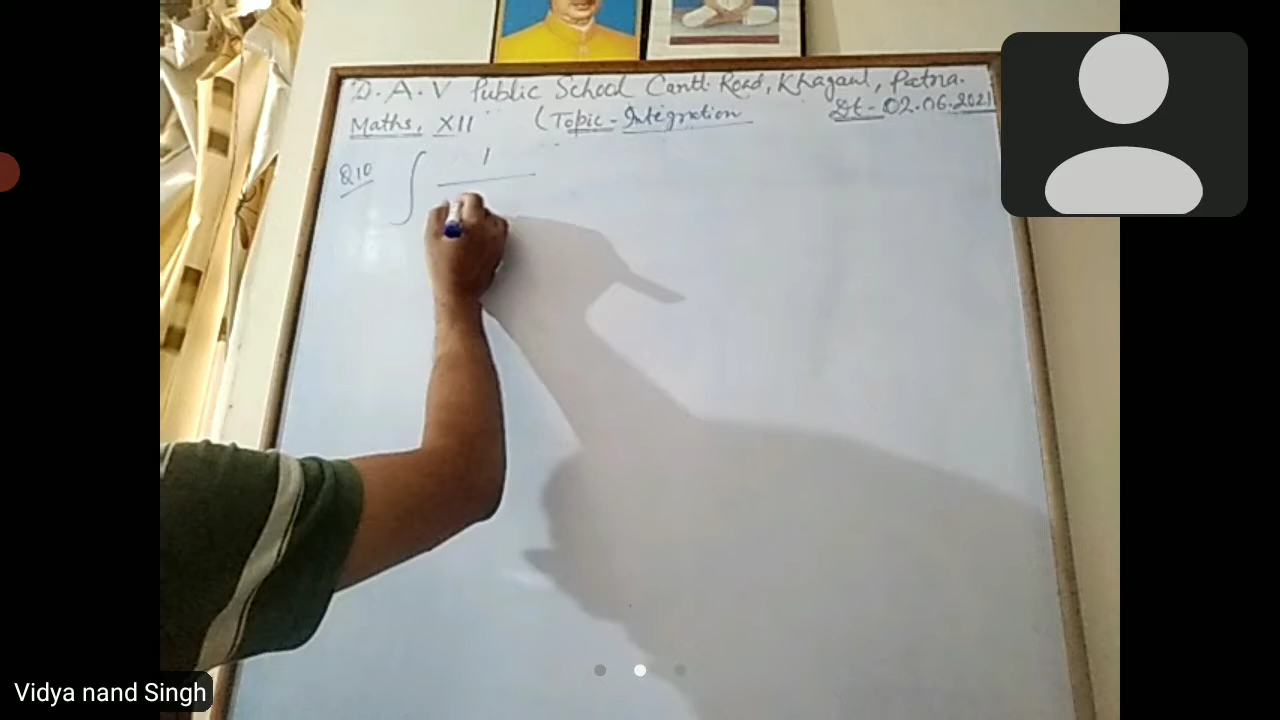 D.A.V Public School Cantt Road, Khagaul, Patna.
Maths, XII (Topic - Integration Dt - 02.06.2021
Q10 ∫ 1
Vidya nand Singh